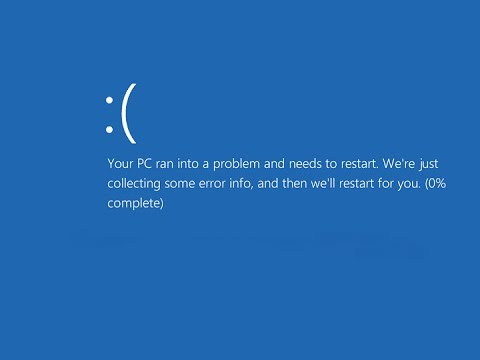 :(
Your PC ran into a problem and needs to restart. We're just
collecting some error info, and then we'll restart for you. (0%
complete)